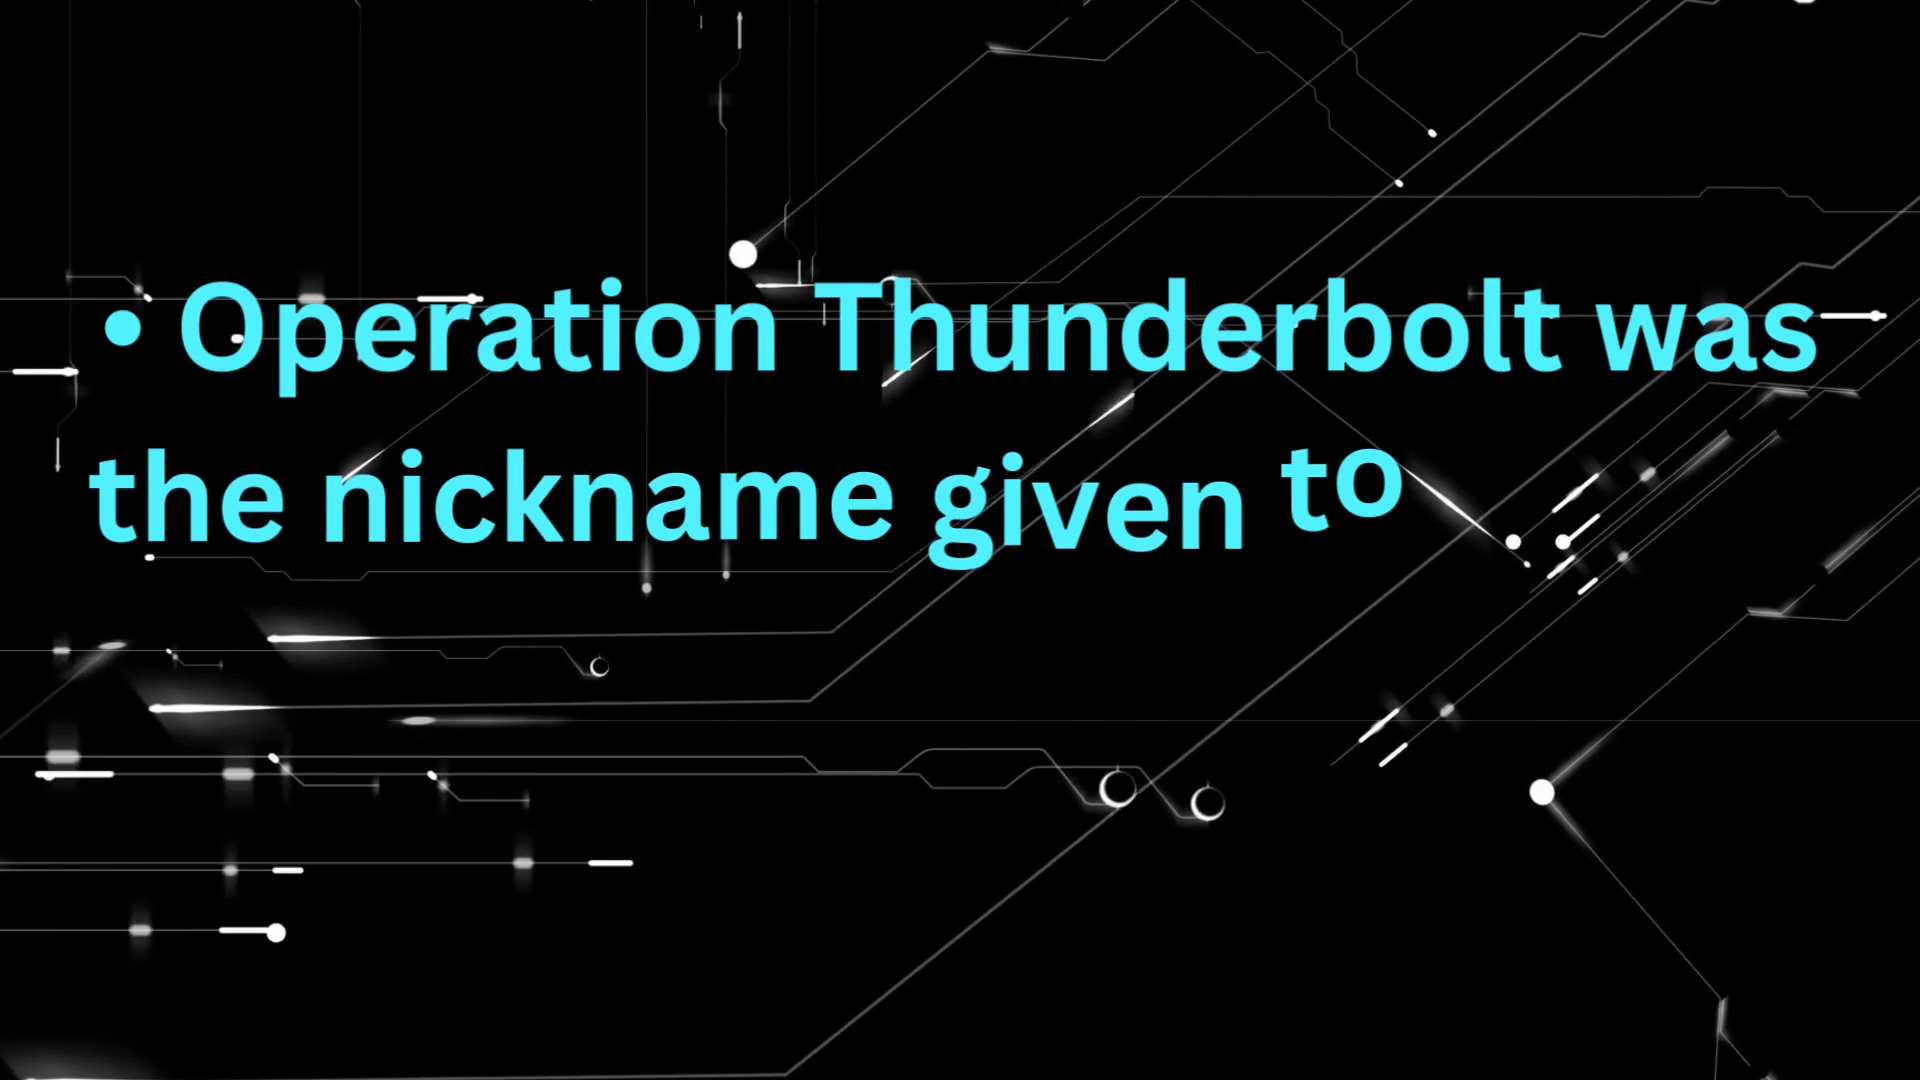 • Operation Thunderbolt was
the nickname given to